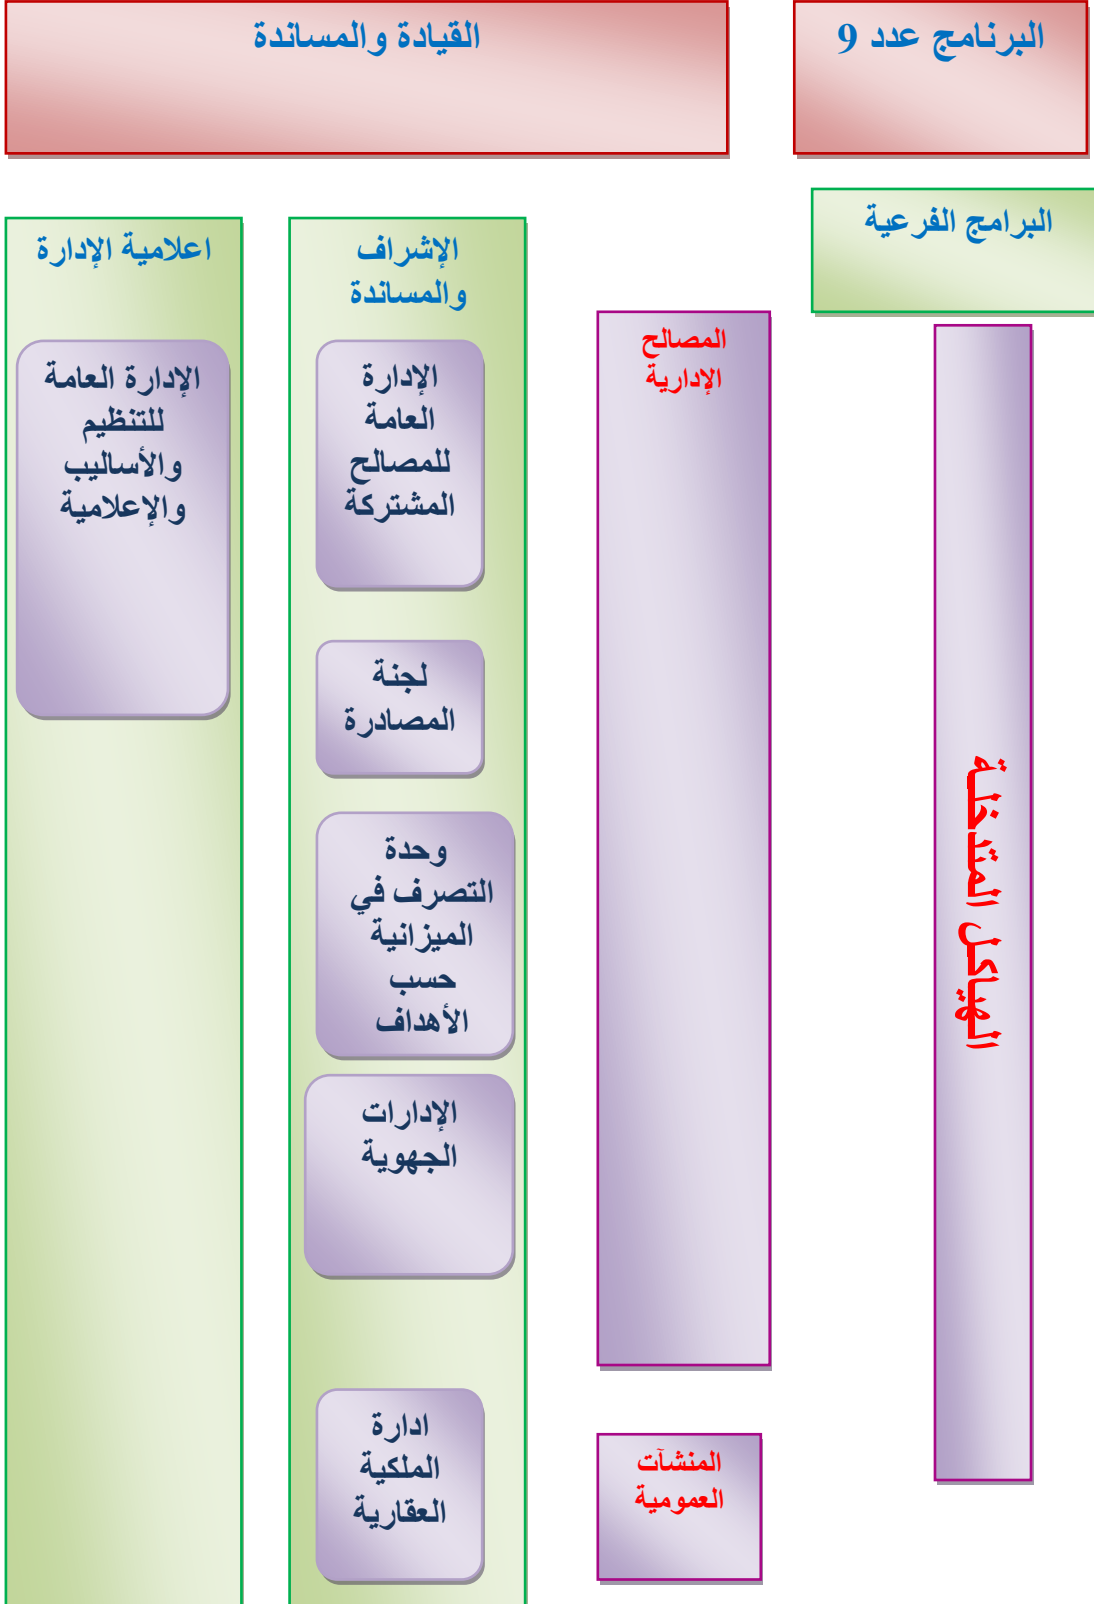 البرنامج عدد 9
القيادة والمساندة
البرامج الفرعية
الهياكل المتدخلة
المصالح
الإدارية
المنشآت
العمومية
الإشراف
والمساندة
الإدارة
العامة
للمصالح
المشتركة
لجنة
المصادرة
وحدة
التصرف في
الميزانية
حسب
الأهداف
الإدارات
الجهوية
ادارة
الملكية
العقارية
اعلامية الإدارة
الإدارة العامة
للتنظيم
والأساليب
والإعلامية